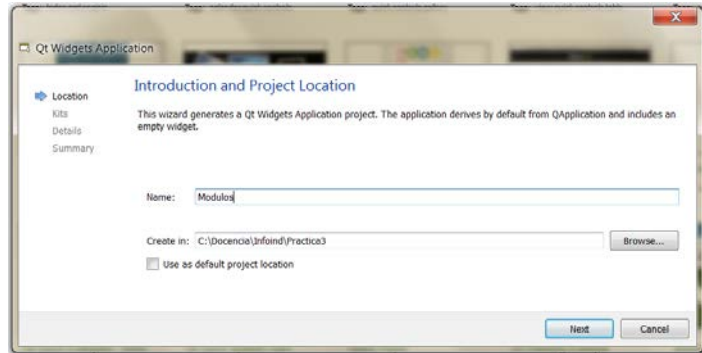 Qt Widgets Application
Location
Kits
Details
Summary
Introduction and Project Location
This wizard generates a Qt Widgets Application project. The application derives by default from QApplication and includes an
empty widget.
Name: Modulos
Create in: C:\Docencia\Infoind\Practica3
Browse...
Use as default project location
Next
Cancel